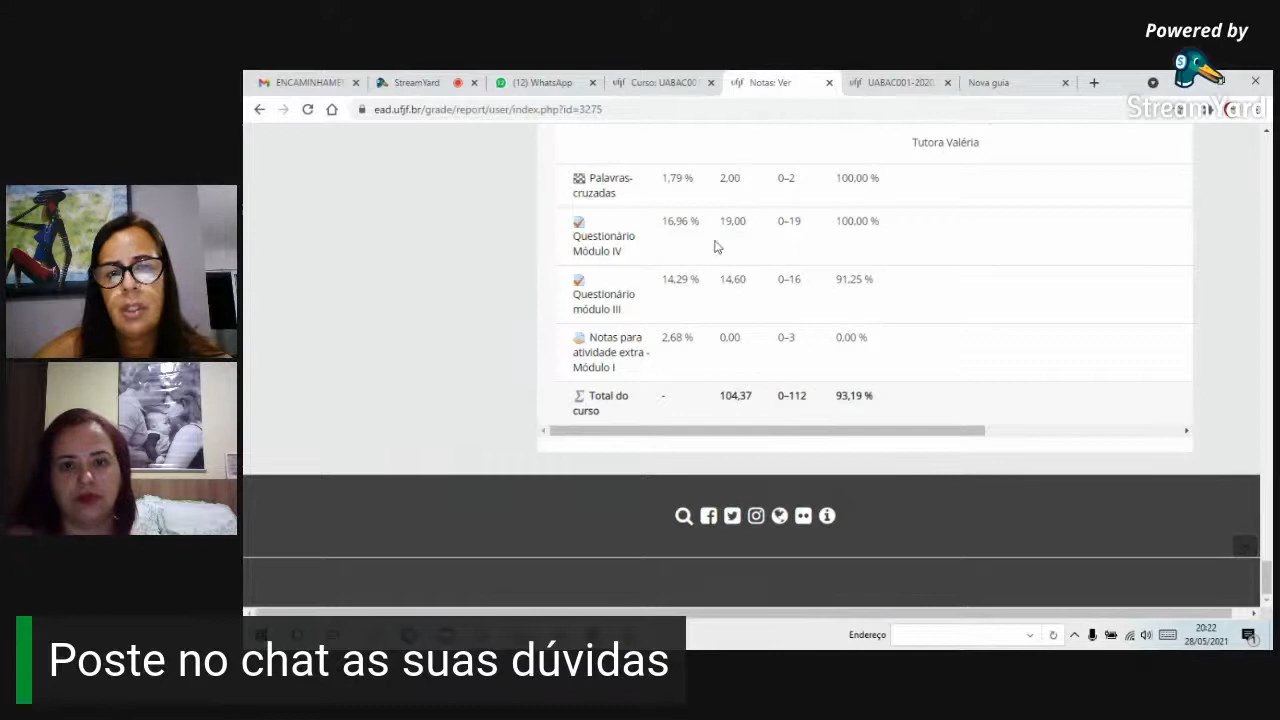 Powered by
StreamYard
ENCAMINHAME
StreamYard
(12) WhatsApp
ufjf Curso: UABAC00
ufjf Notas: Ver
ufjf UABAC001-2020
Nova guia
ead.ufjf.br/grade/report/user/index.php?id=3275
Tutora Valéria
Palavras-
cruzadas
1,79 % 2,00 0–2 100,00 %
16,96 % 19,00 0–19 100,00 %
Questionário
Módulo IV
14,29 % 14,60 0–16 91,25 %
Questionário
módulo III
Notas para 2,68 % 0,00 0–3 0,00 %
atividade extra -
Módulo I
Total do - 104,37 0–112 93,19 %
curso
Endereço
20:22
28/05/2021
Poste no chat as suas dúvidas